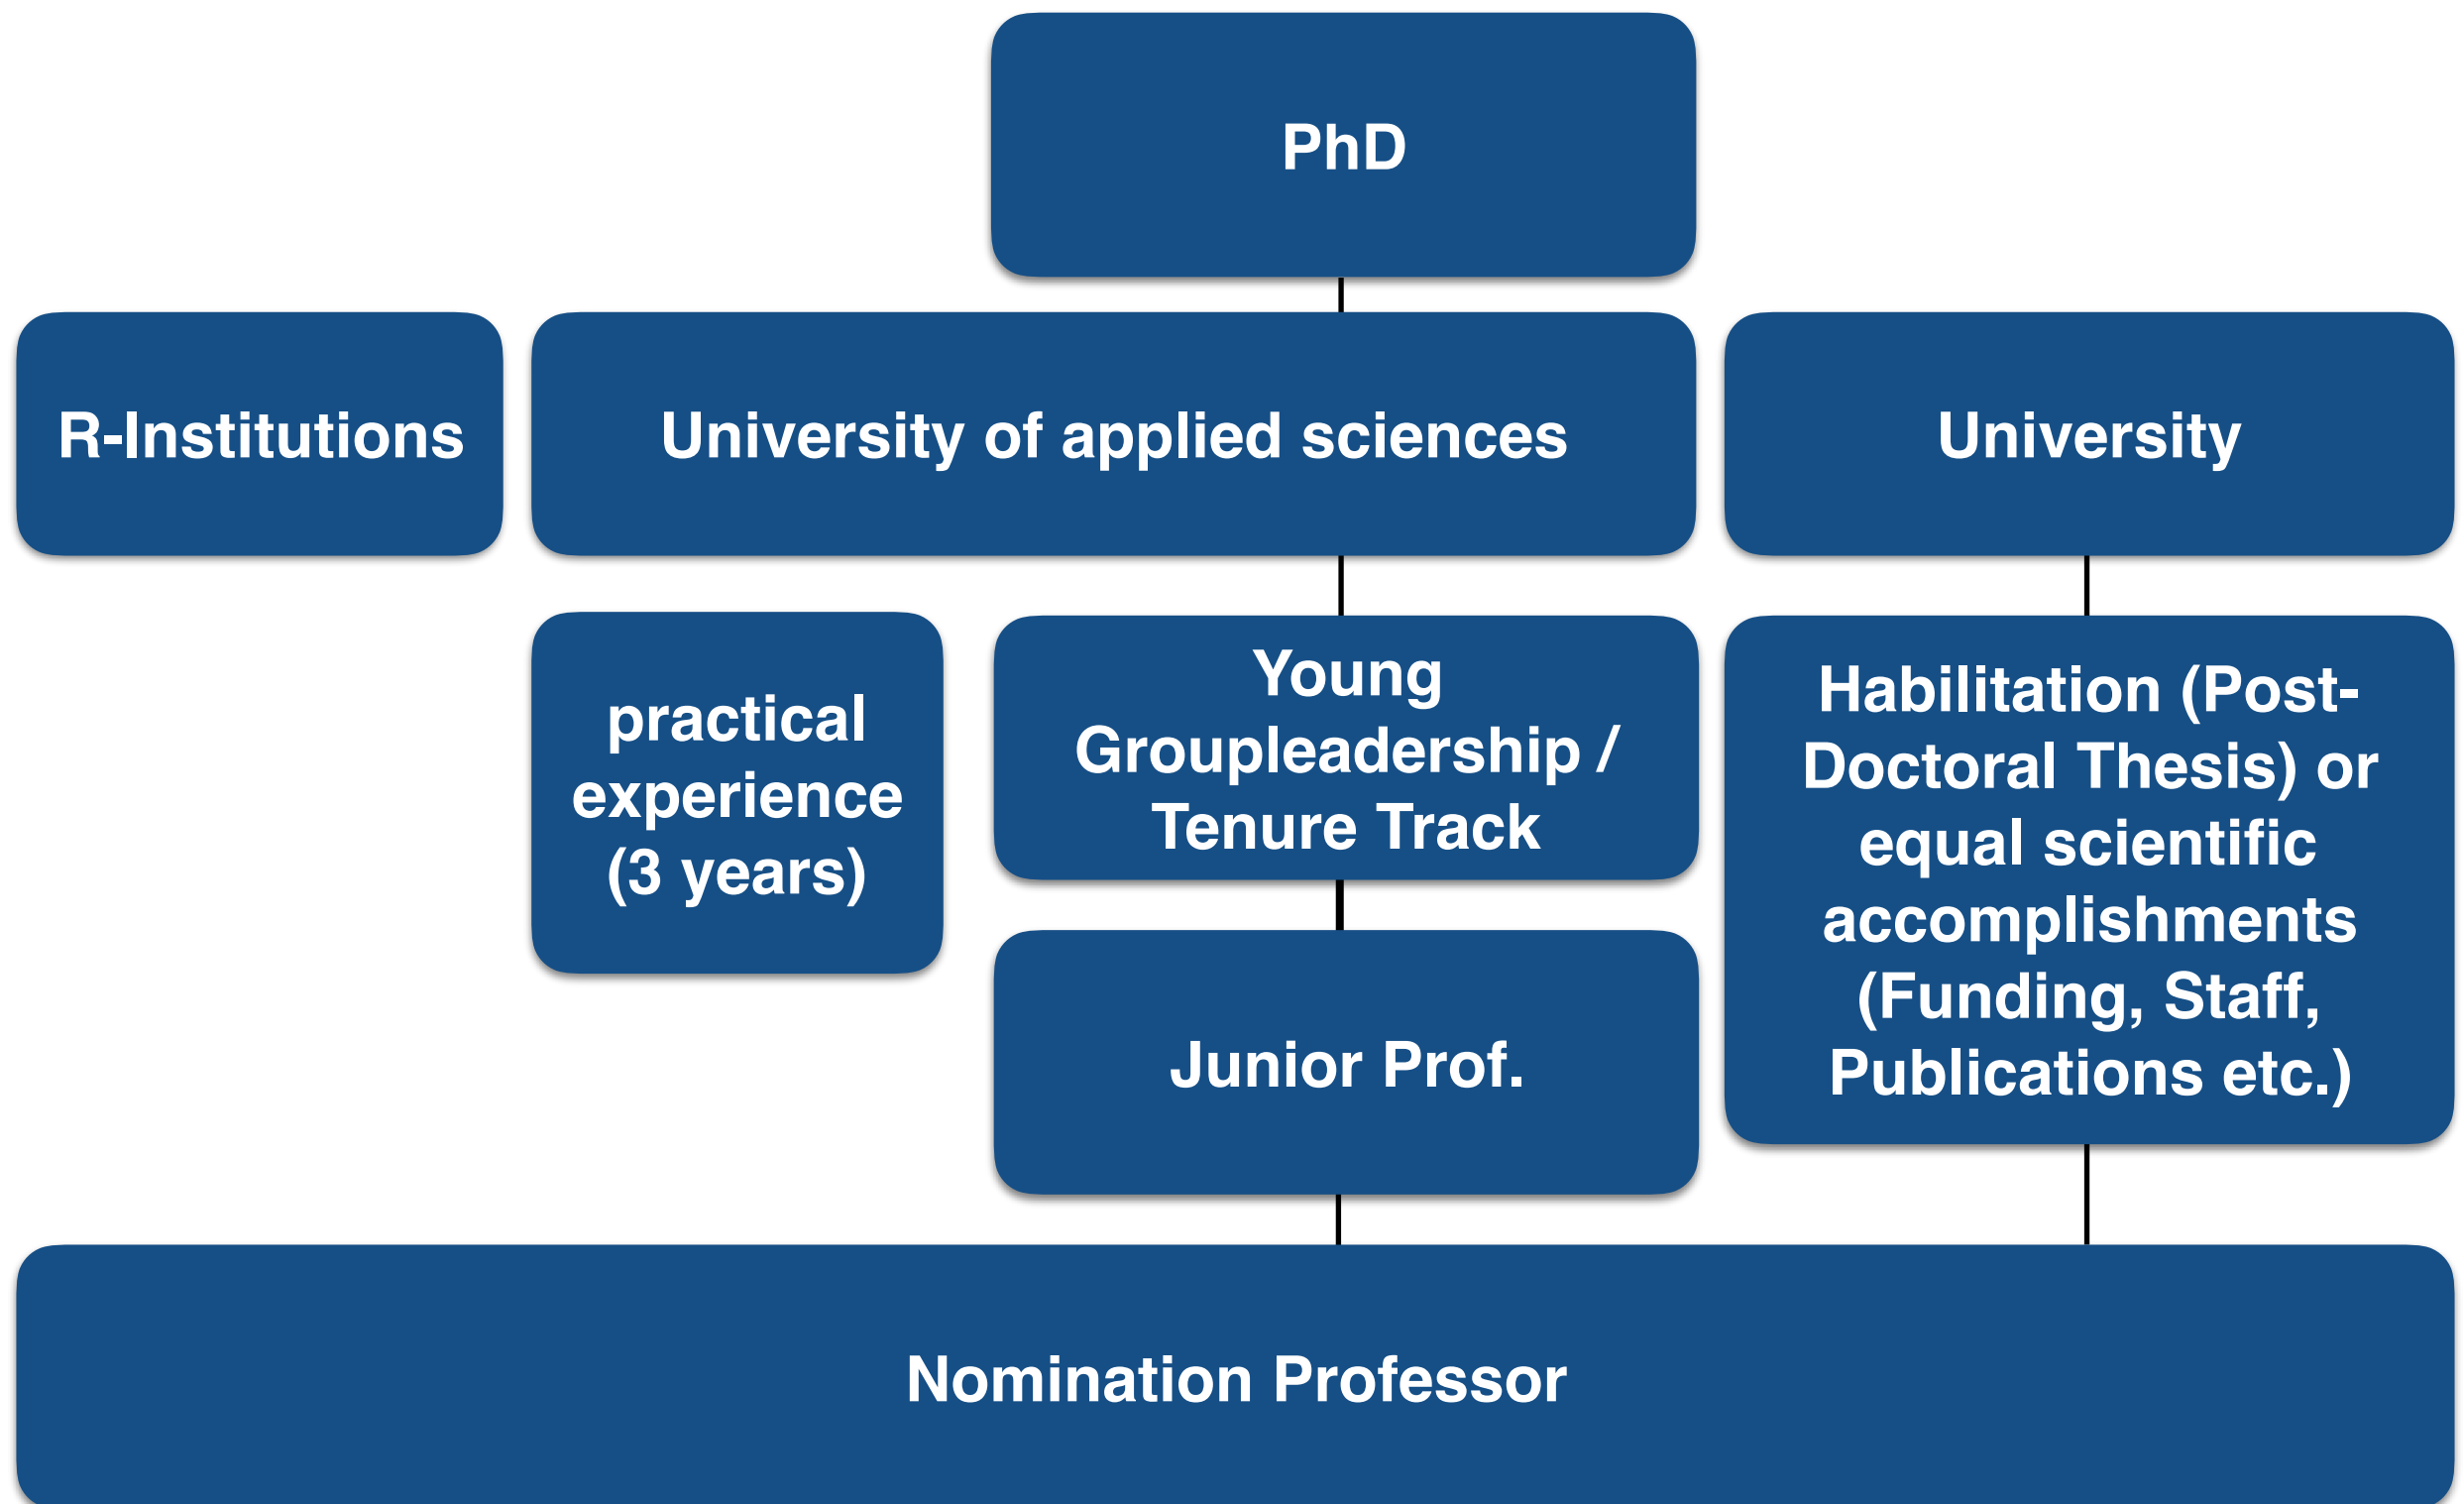 PhD
R-Institutions
University of applied sciences
University
practical
experience
(3 years)
Young
Groupleadership /
Tenure Track
Junior Prof.
Habilitation (Post-
Doctoral Thesis) or
equal scientific
accomplishments
(Funding, Staff,
Publications etc.)
Nomination Professor